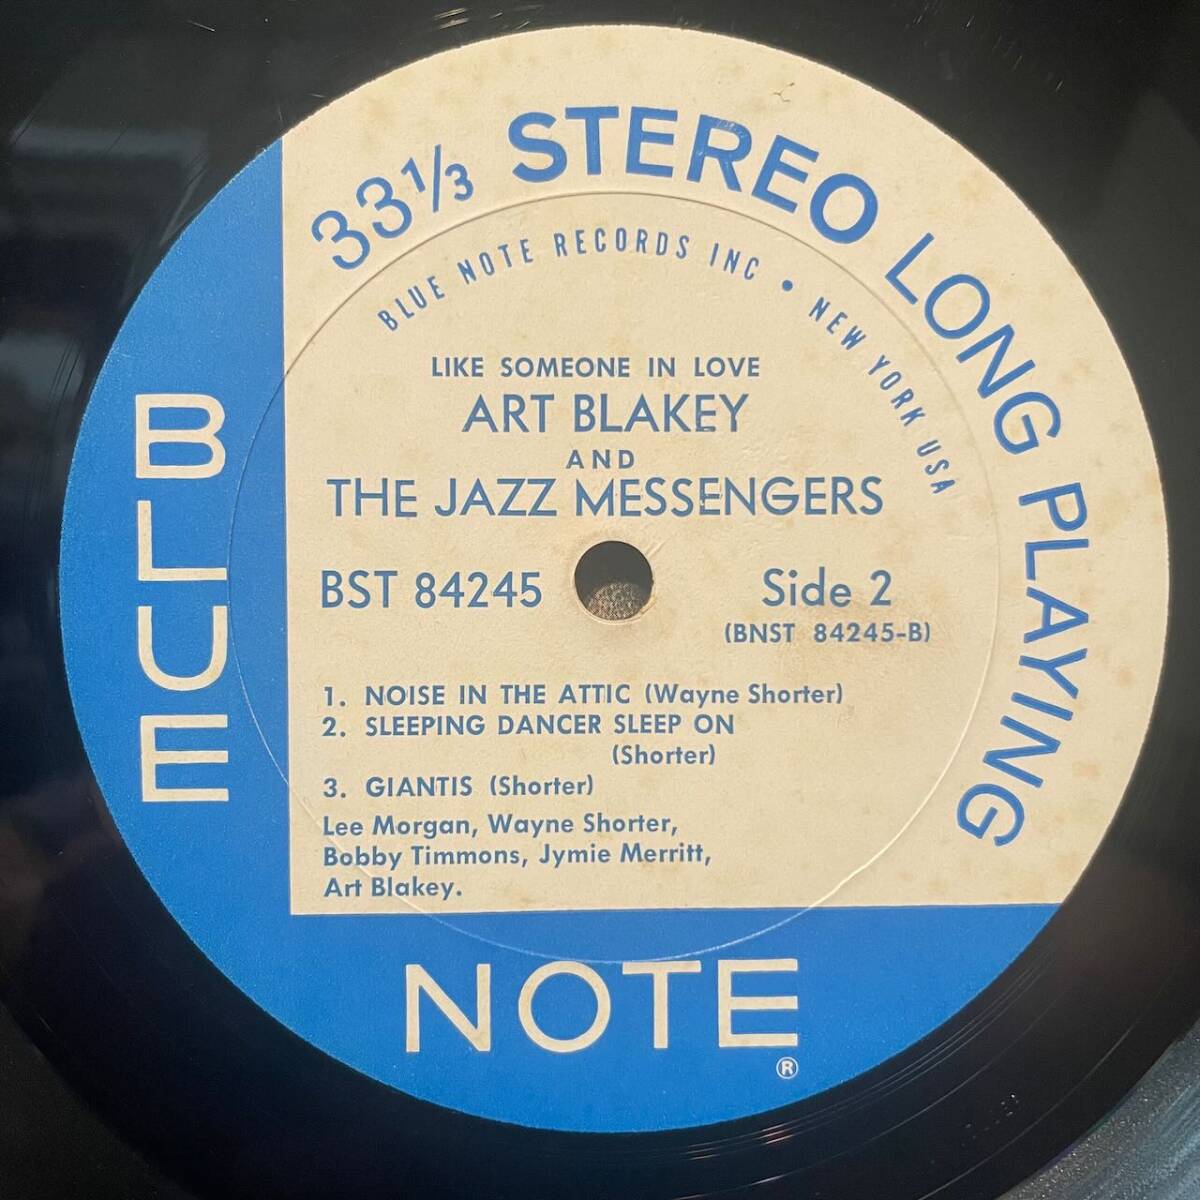 33⅓ STEREO LONG PLAYING
BLUE NOTE RECORDS INC • NEW YORK USA
LIKE SOMEONE IN LOVE
ART BLAKEY
AND
THE JAZZ MESSENGERS
BST 84245
Side 2
(BNST 84245-B)
1. NOISE IN THE ATTIC (Wayne Shorter)
2. SLEEPING DANCER SLEEP ON
(Shorter)
3. GIANTIS (Shorter)
Lee Morgan, Wayne Shorter,
Bobby Timmons, Jymie Merritt,
Art Blakey.
BLUE
NOTE
®